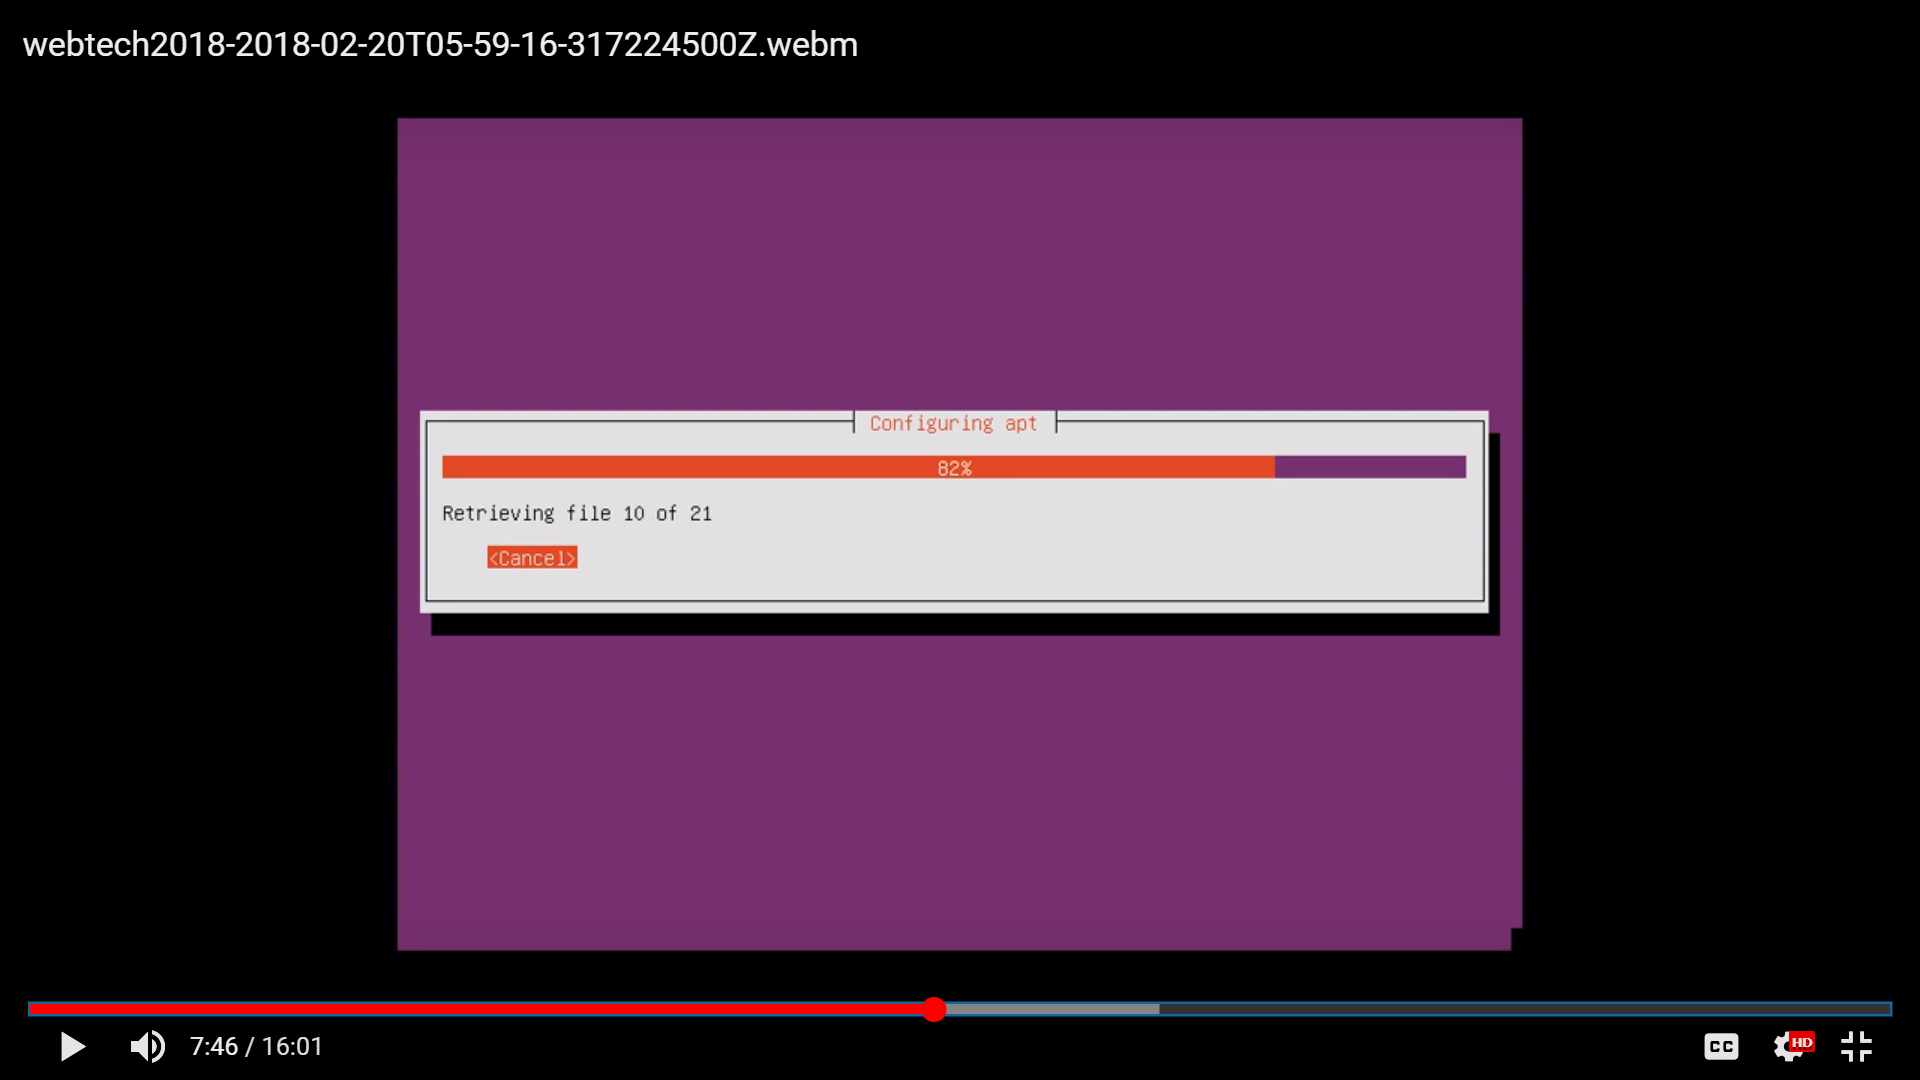 webtech2018-2018-02-20T05-59-16-317224500Z.webm
Configuring apt
82%
Retrieving file 10 of 21
<Cancel>
7:46 / 16:01
CC
HD